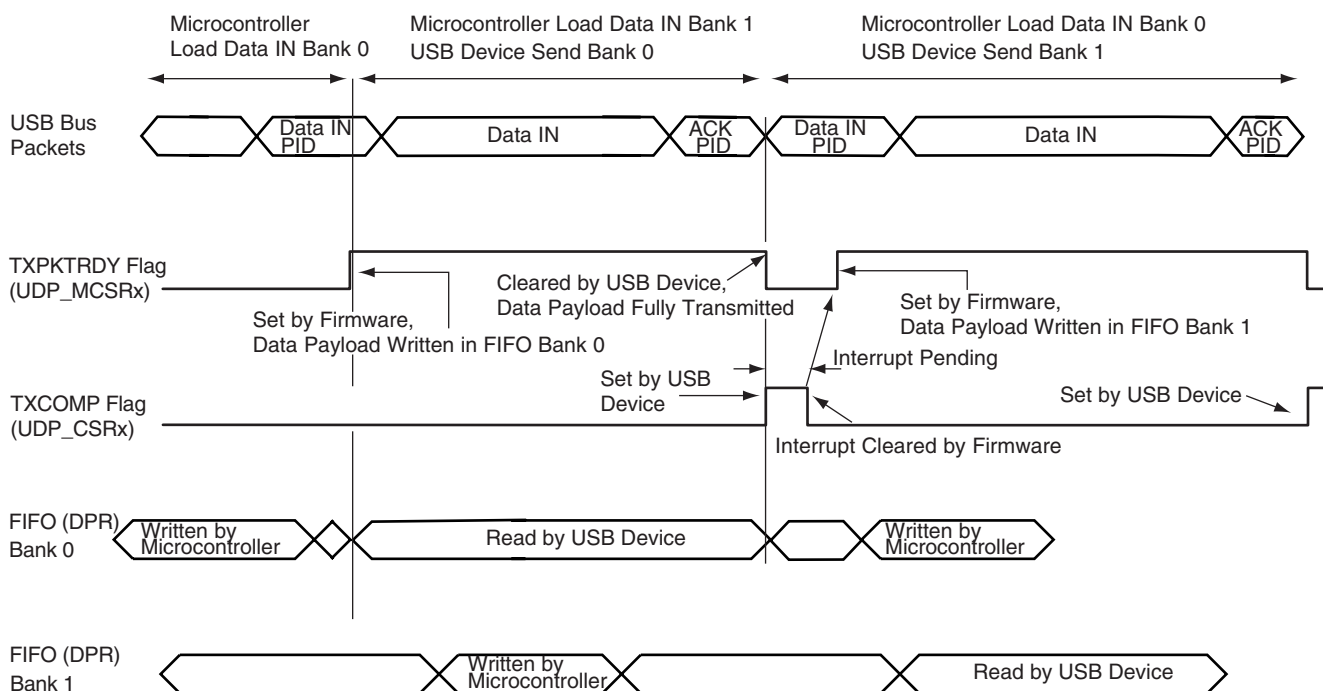 Microcontroller
Load Data IN Bank 0
Microcontroller Load Data IN Bank 1
USB Device Send Bank 0
Microcontroller Load Data IN Bank 0
USB Device Send Bank 1
USB Bus
Packets
Data IN
PID
Data IN
ACK
PID
Data IN
PID
Data IN
ACK
PID
TXPKTRDY Flag
(UDP_MCSRx)
Set by Firmware,
Data Payload Written in FIFO Bank 0
Cleared by USB Device,
Data Payload Fully Transmitted
Set by Firmware,
Data Payload Written in FIFO Bank 1
Interrupt Pending
Set by USB
Device
TXCOMP Flag
(UDP_CSRx)
Set by USB Device
Interrupt Cleared by Firmware
FIFO (DPR)
Bank 0
Written by
Microcontroller
Read by USB Device
Written by
Microcontroller
FIFO (DPR)
Bank 1
Written by
Microcontroller
Read by USB Device